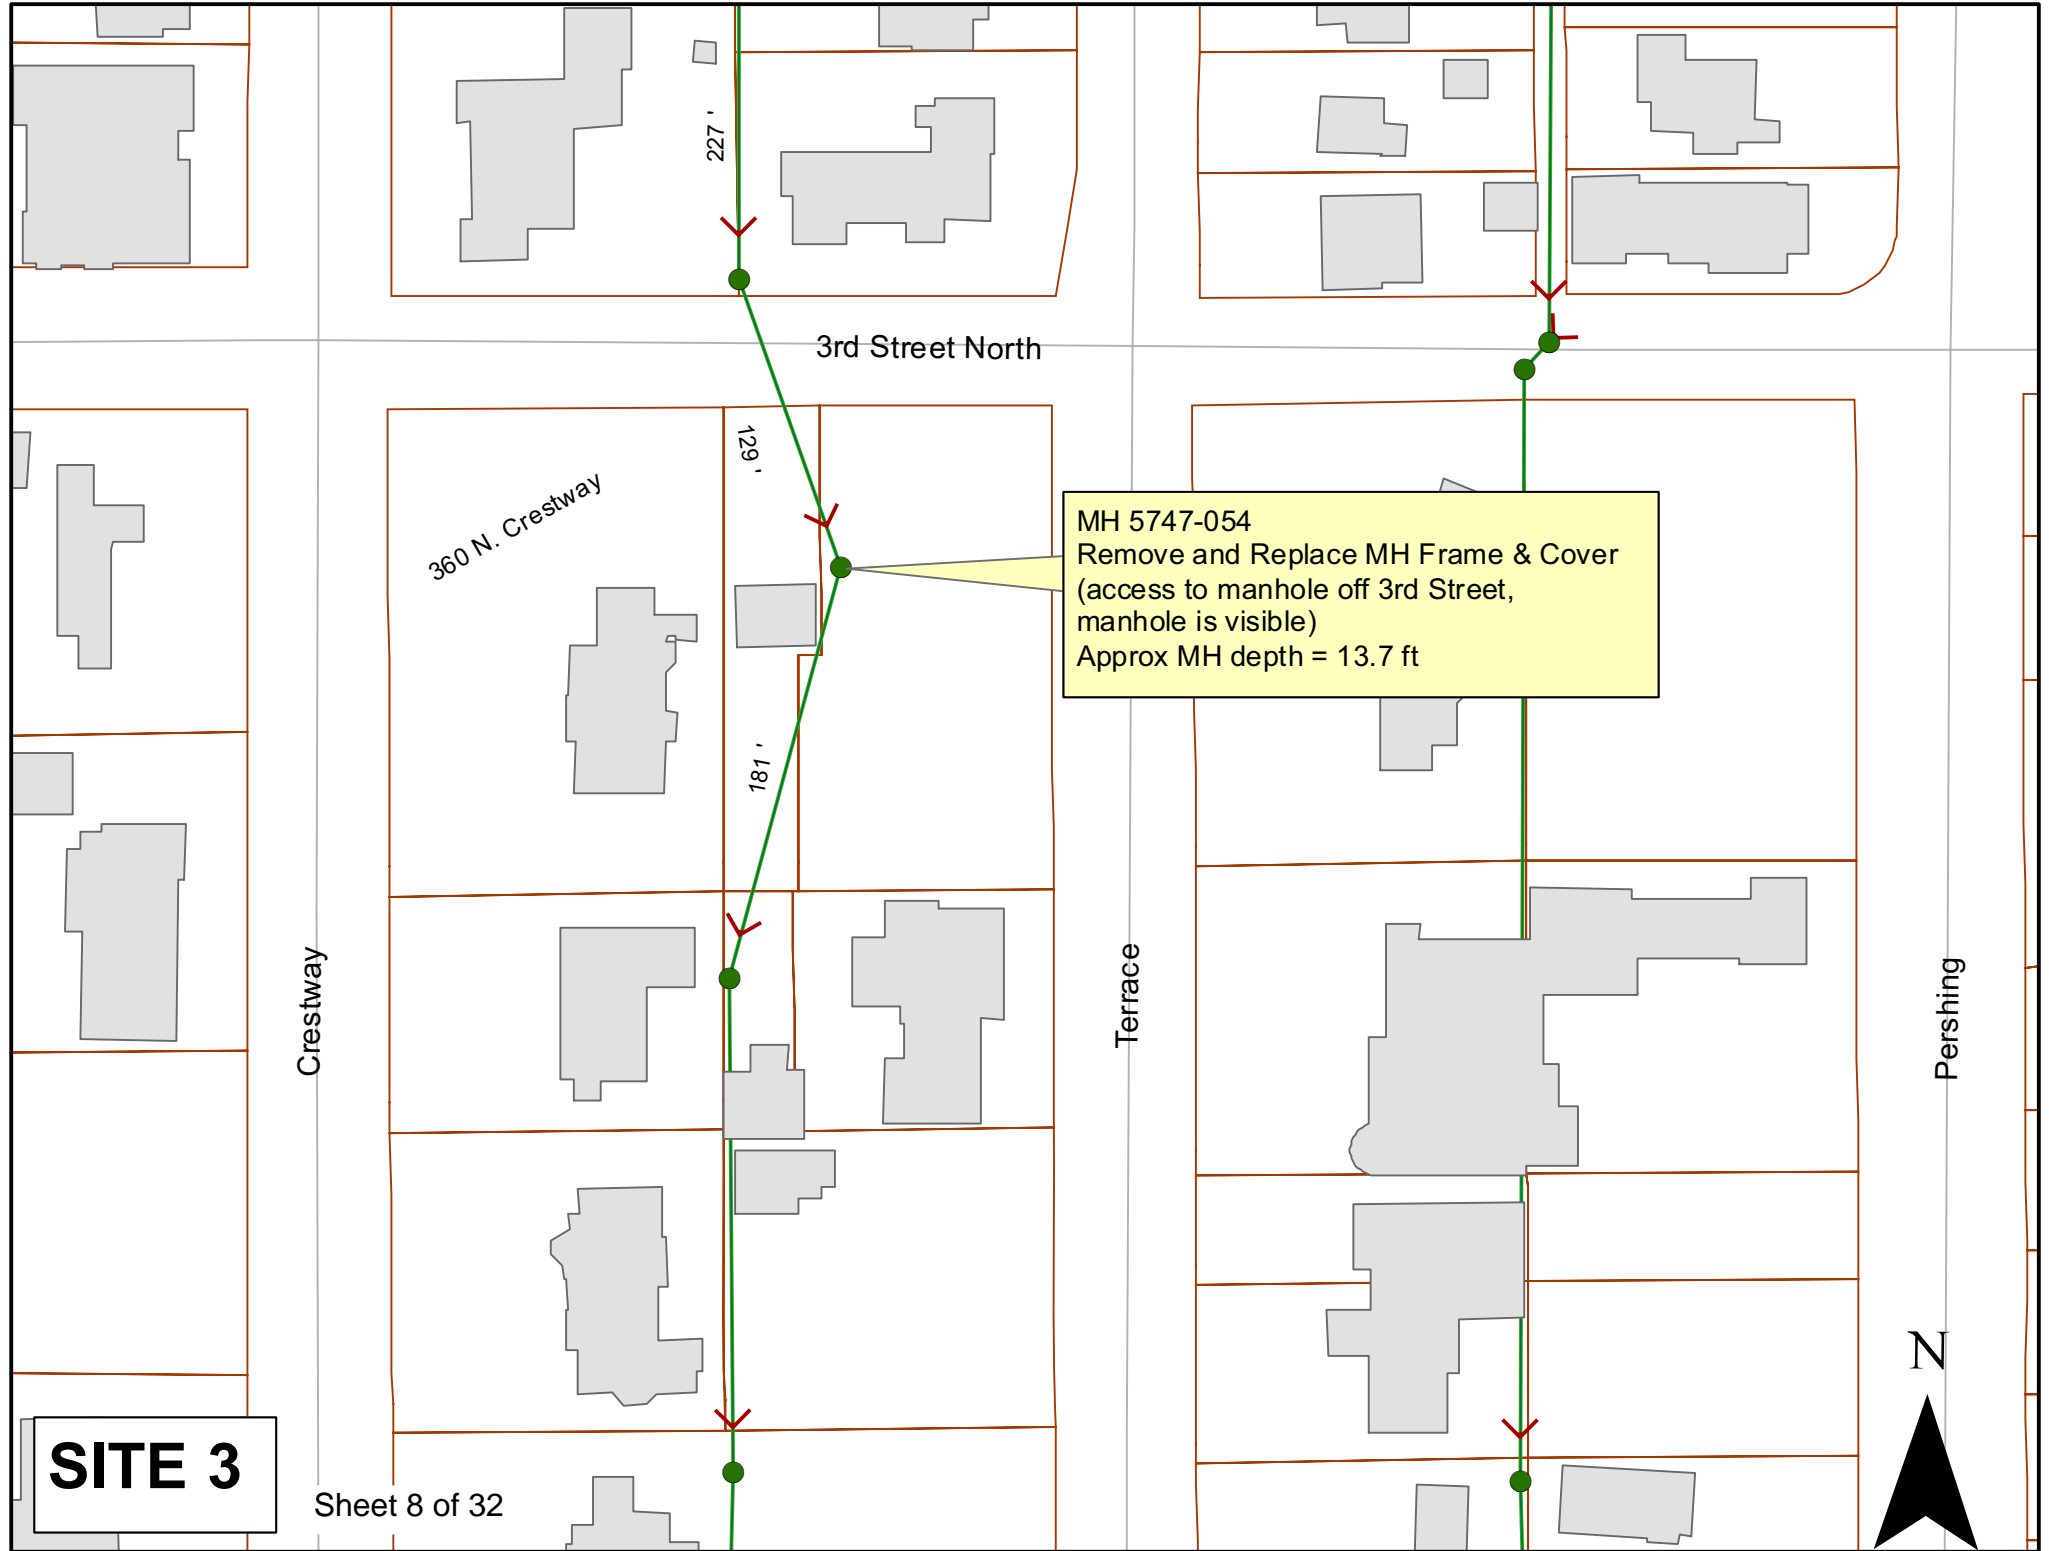 227 '
3rd Street North
129 '
360 N. Crestway
MH 5747-054
Remove and Replace MH Frame & Cover
(access to manhole off 3rd Street,
manhole is visible)
Approx MH depth = 13.7 ft
181 '
Crestway
Terrace
Pershing
N
SITE 3
Sheet 8 of 32